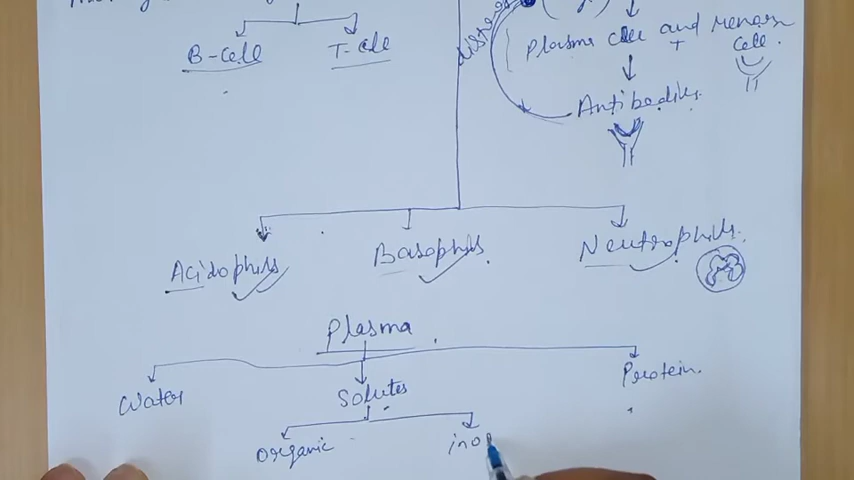 B-Cell
T-Cell
Plasma cell and memory
T
Cell.
Antibodies.
Acidophils
Basophils.
Neutrophils.
Plasma
Water
Solutes
Protein.
Organic
ino